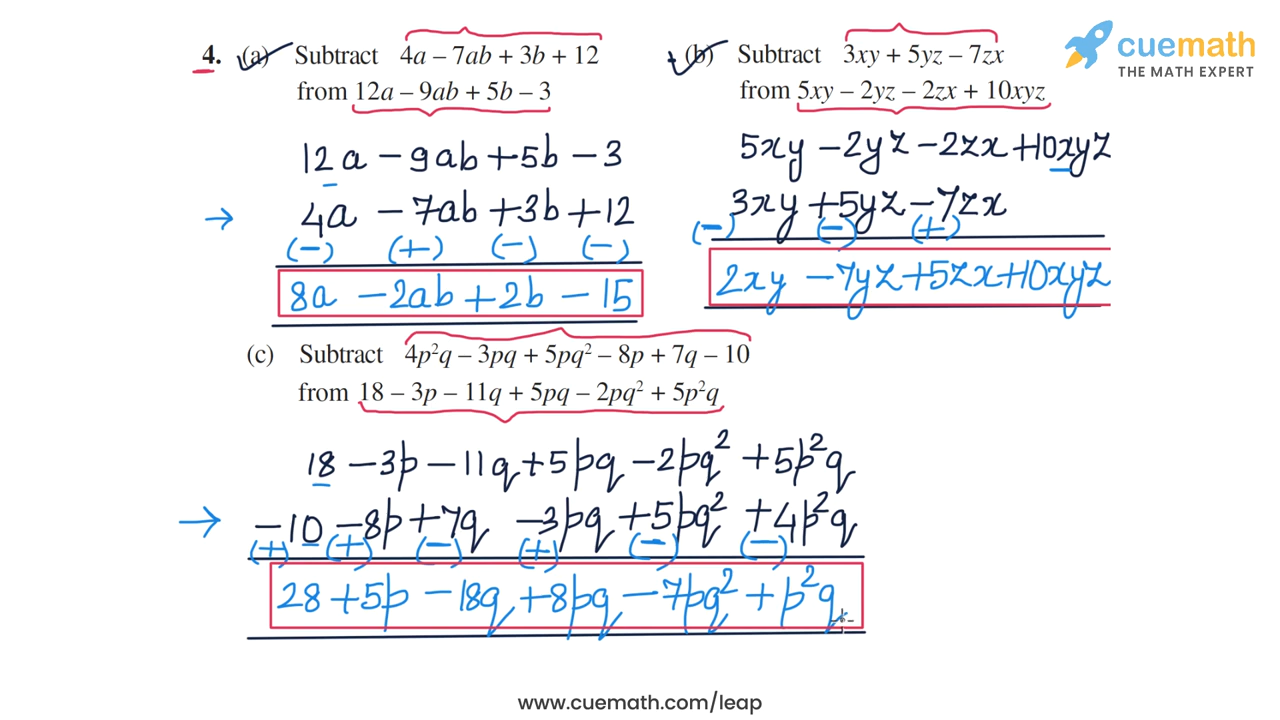 4. (a) Subtract 4a – 7ab + 3b + 12
from 12a – 9ab + 5b – 3
12a – 9ab + 5b – 3
→ 4a – 7ab + 3b + 12
(–) (+) (–) (–)
8a – 2ab + 2b – 15
(b) Subtract 3xy + 5yz – 7zx
from 5xy – 2yz – 2zx + 10xyz
5xy – 2yz – 2zx + 10xyz
3xy + 5yz – 7zx
(–) (–) (+)
2xy – 7yz + 5zx + 10xyz
cuemath
THE MATH EXPERT
(c) Subtract 4p²q – 3pq + 5pq² – 8p + 7q – 10
from 18 – 3p – 11q + 5pq – 2pq² + 5p²q
18 – 3p – 11q + 5pq – 2pq² + 5p²q
→ – 10 – 8p + 7q – 3pq + 5pq² + 4p²q
(+) (+) (–) (+) (–) (–)
28 + 5p – 18q + 8pq – 7pq² + p²q
www.cuemath.com/leap